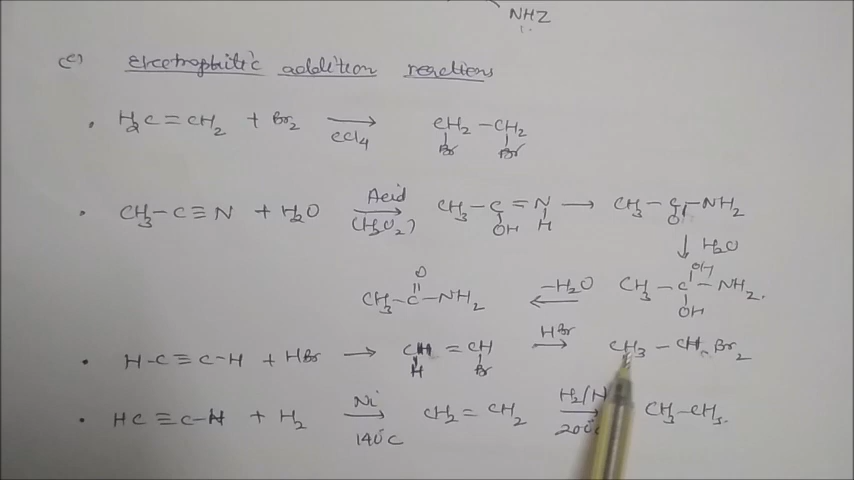 NHZ
(c) Electrophilic addition reactions
• H2C = CH2 + Br2 → CCl4 CH2 – CH2 Br Br
• CH3 – C ≡ N + H2O Acid → (H2O2) CH3 – C = N OH H → CH3 – C – NH2 O
↓ H2O
CH3 – C – NH2 O ← –H2O CH3 – C – NH2. OH OH
• H – C ≡ C – H + HBr → CH = CH H Br HBr → CH3 – CH Br2
• HC ≡ C – H + H2 Ni → 140°C CH2 = CH2 H2/N → 200 CH3 – CH3.